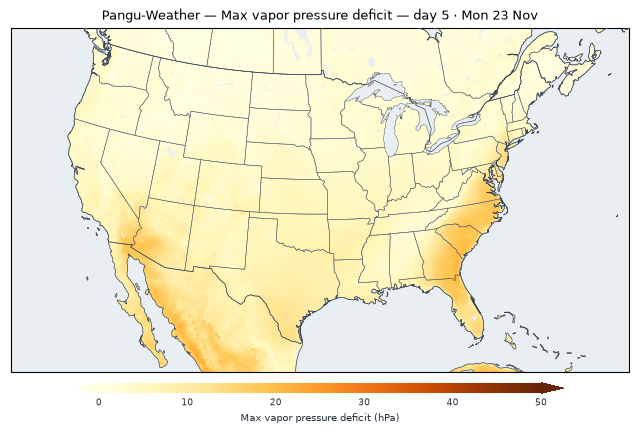 Pangu-Weather — Max vapor pressure deficit — day 5 · Mon 23 Nov
0 10 20 30 40 50
Max vapor pressure deficit (hPa)